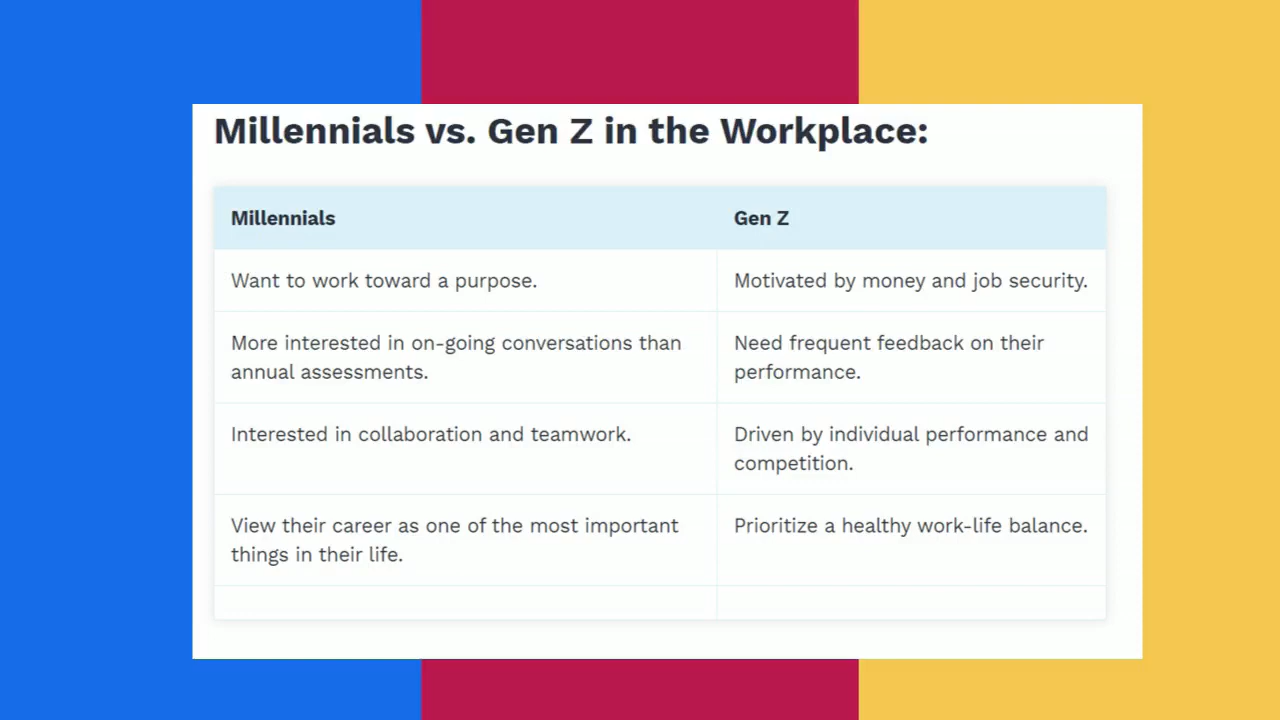 Millennials vs. Gen Z in the Workplace:
Millennials
Gen Z
Want to work toward a purpose.
Motivated by money and job security.
More interested in on-going conversations than
annual assessments.
Need frequent feedback on their
performance.
Interested in collaboration and teamwork.
Driven by individual performance and
competition.
View their career as one of the most important
things in their life.
Prioritize a healthy work-life balance.